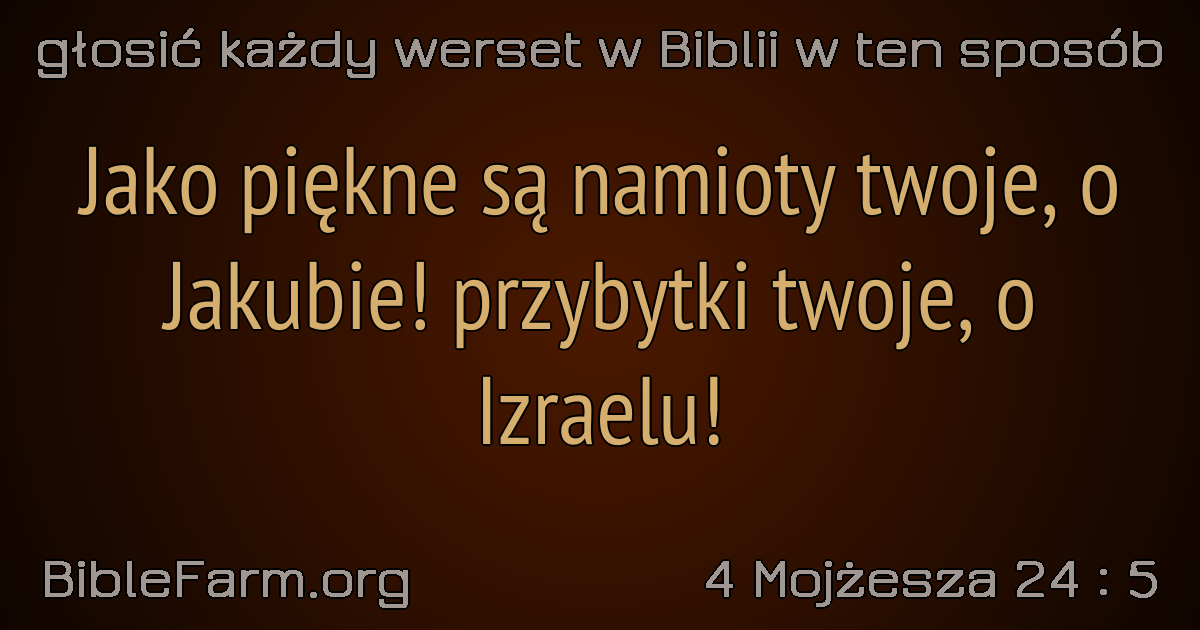 głosić każdy werset w Biblii w ten sposób
Jako piękne są namioty twoje, o
Jakubie! przybytki twoje, o
Izraelu!
BibleFarm.org
4 Mojżesza 24 : 5